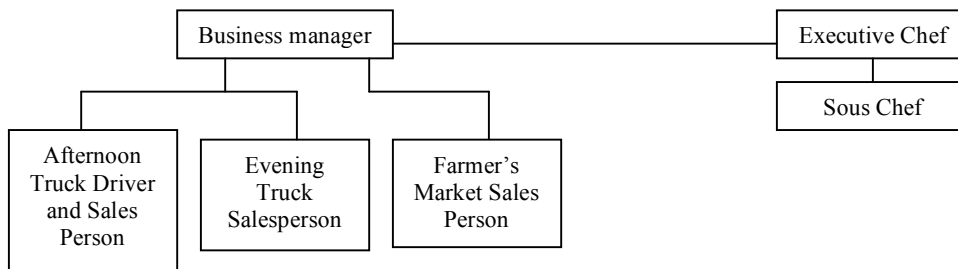 Business manager
Executive Chef
Sous Chef
Afternoon
Truck Driver
and Sales
Person
Evening
Truck
Salesperson
Farmer’s
Market Sales
Person